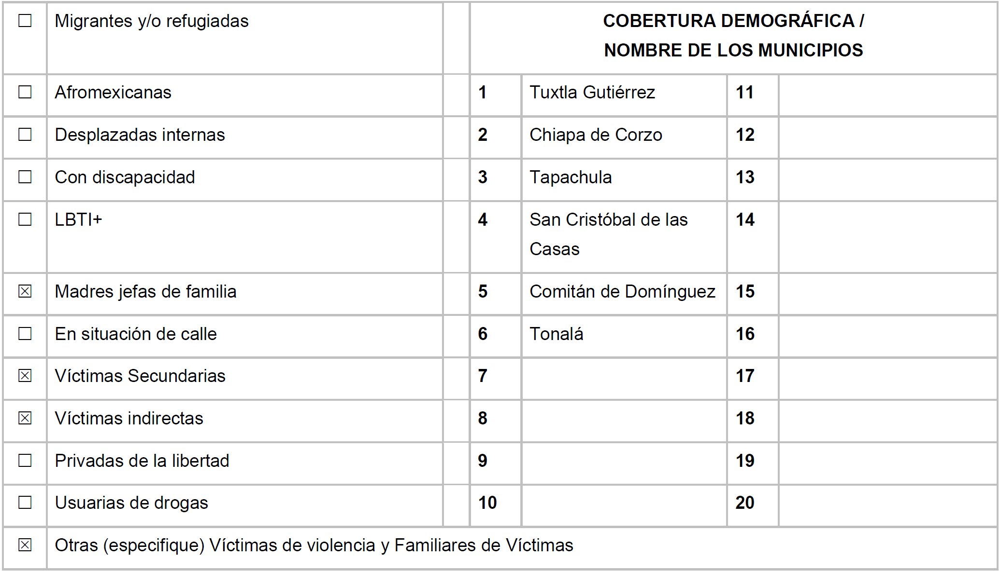 ☐ Migrantes y/o refugiadas
COBERTURA DEMOGRÁFICA /
NOMBRE DE LOS MUNICIPIOS
☐ Afromexicanas 1 Tuxtla Gutiérrez 11
☐ Desplazadas internas 2 Chiapa de Corzo 12
☐ Con discapacidad 3 Tapachula 13
☐ LBTI+ 4 San Cristóbal de las 14
Casas
☒ Madres jefas de familia 5 Comitán de Domínguez 15
☐ En situación de calle 6 Tonalá 16
☒ Víctimas Secundarias 7 17
☒ Víctimas indirectas 8 18
☐ Privadas de la libertad 9 19
☐ Usuarias de drogas 10 20
☒ Otras (especifique) Víctimas de violencia y Familiares de Víctimas